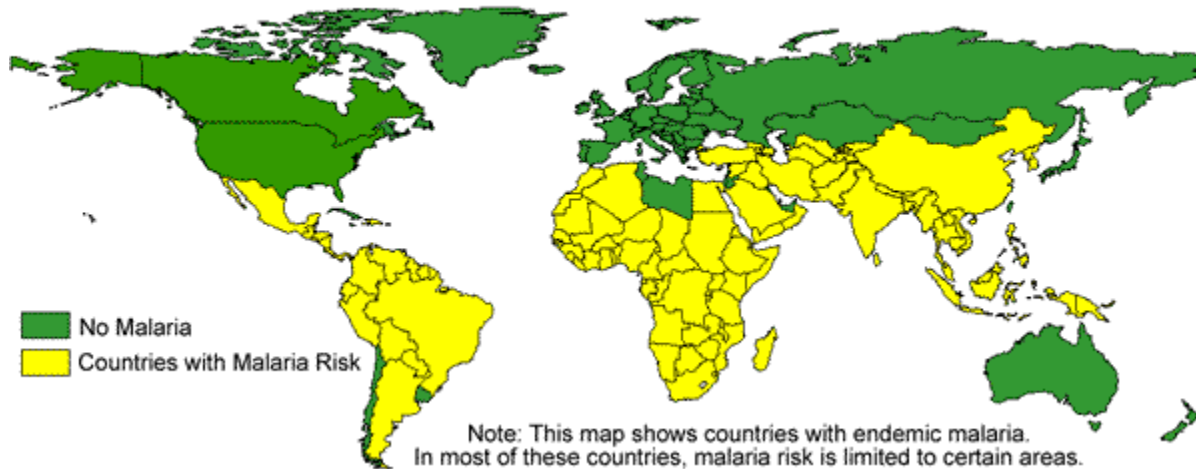 No Malaria
Countries with Malaria Risk
Note: This map shows countries with endemic malaria.
In most of these countries, malaria risk is limited to certain areas.